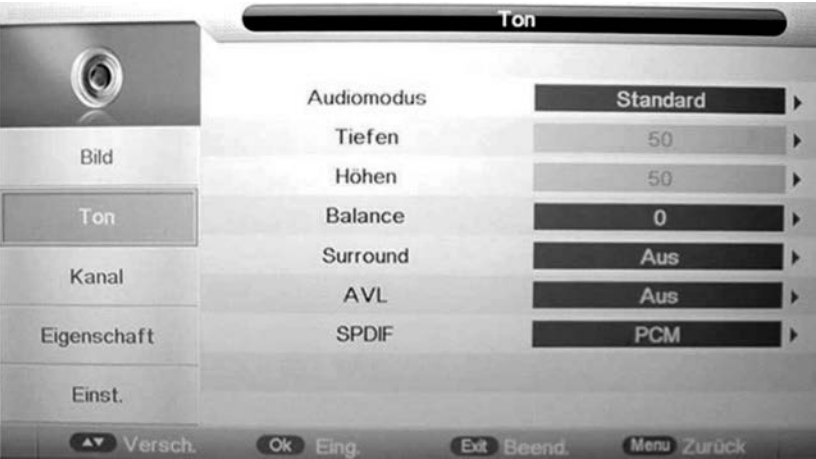 Ton
Bild
Ton
Kanal
Eigenschaft
Einst.
Audiomodus Standard
Tiefen 50
Höhen 50
Balance 0
Surround Aus
AVL Aus
SPDIF PCM
Versch. Ok Eing. Exit Beend. Menu Zurück